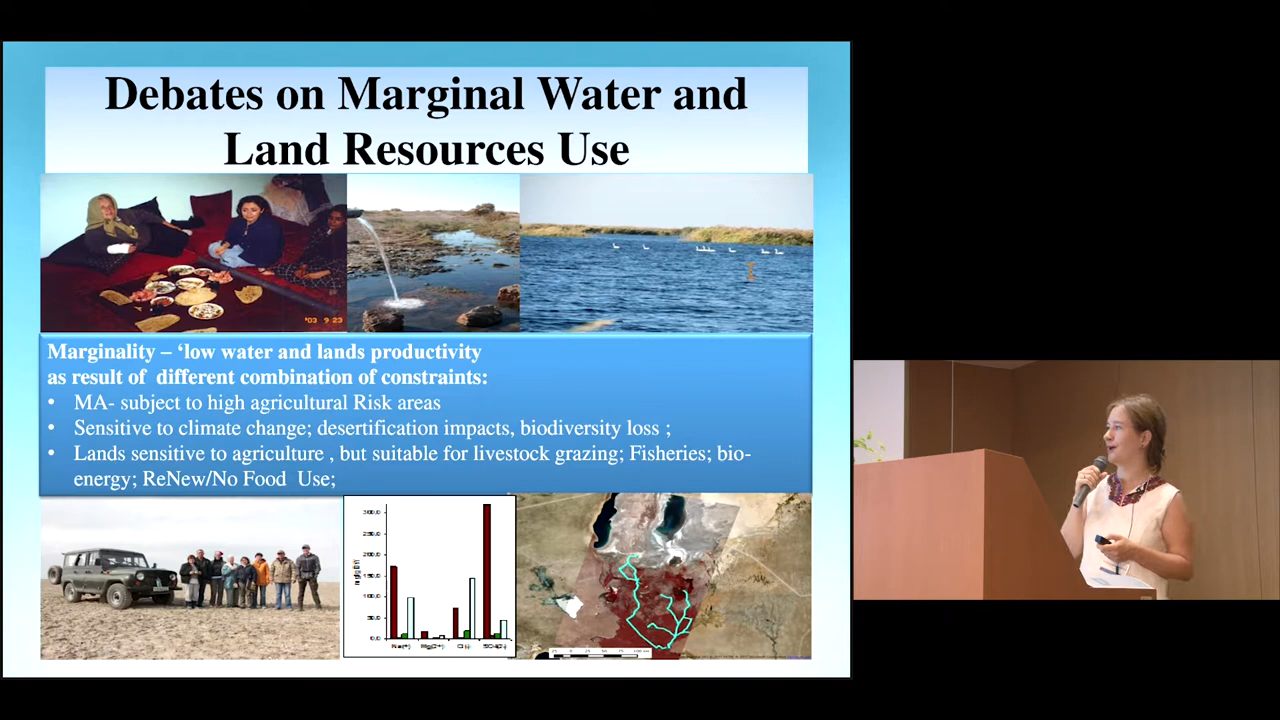 Debates on Marginal Water and
Land Resources Use
'03 9 23
Marginality – ‘low water and lands productivity
as result of different combination of constraints:
• MA- subject to high agricultural Risk areas
• Sensitive to climate change; desertification impacts, biodiversity loss ;
• Lands sensitive to agriculture , but suitable for livestock grazing; Fisheries; bio-
energy; ReNew/No Food Use;